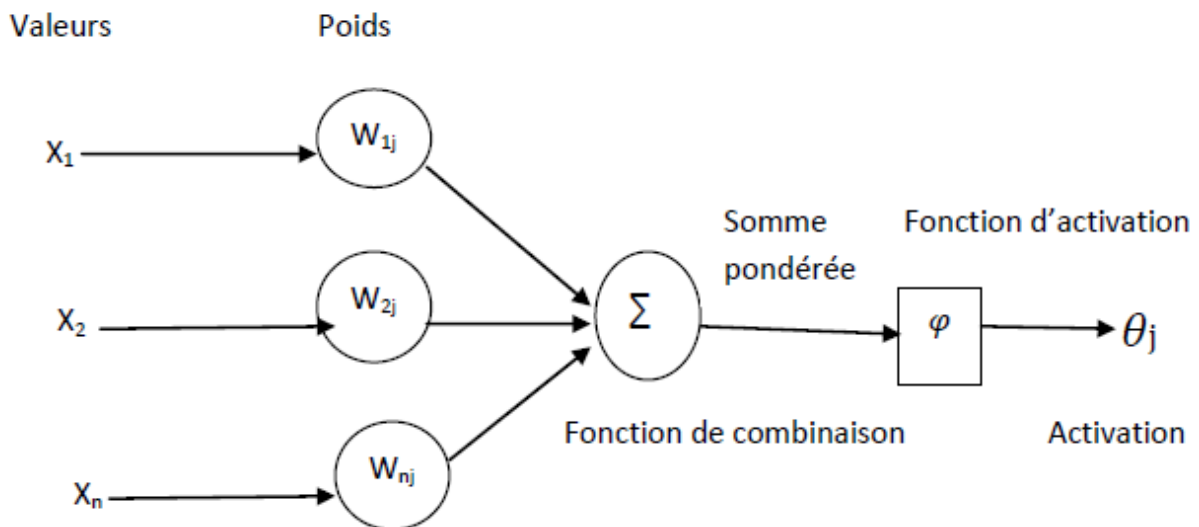 Valeurs
Poids
X₁
W₁ⱼ
X₂
W₂ⱼ
Xₙ
Wₙⱼ
Σ
Somme
pondérée
Fonction d’activation
φ
θj
Fonction de combinaison
Activation